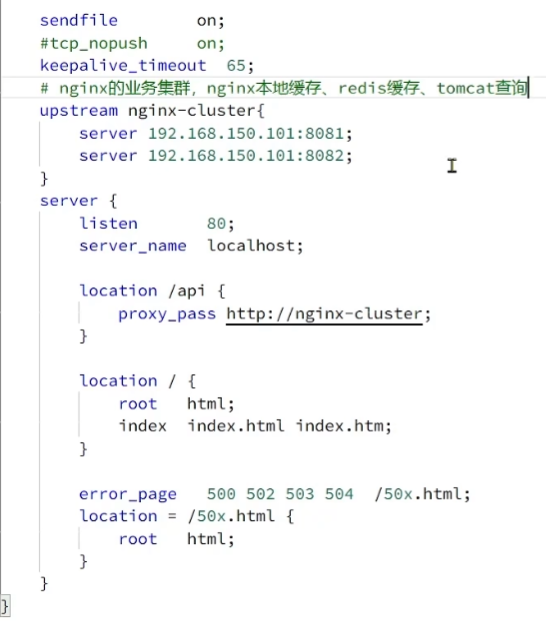 sendfile        on;
#tcp_nopush     on;
keepalive_timeout  65;
# nginx的业务集群，nginx本地缓存、redis缓存、tomcat查询
upstream nginx-cluster{
    server 192.168.150.101:8081;
    server 192.168.150.101:8082;
}
server {
    listen       80;
    server_name  localhost;
    location /api {
        proxy_pass http://nginx-cluster;
    }
    location / {
        root   html;
        index  index.html index.htm;
    }
    error_page   500 502 503 504  /50x.html;
    location = /50x.html {
        root   html;
    }
}
}